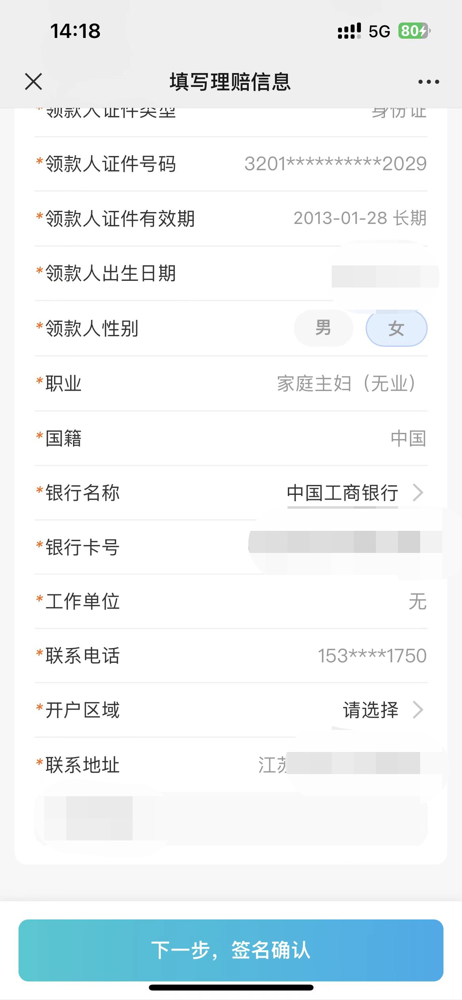 14:18 5G 80
填写理赔信息
*领款人证件类型 身份证
*领款人证件号码 3201**********2029
*领款人证件有效期 2013-01-28 长期
*领款人出生日期
*领款人性别 男 女
*职业 家庭主妇（无业）
*国籍 中国
*银行名称 中国工商银行
*银行卡号
*工作单位 无
*联系电话 153****1750
*开户区域 请选择
*联系地址 江苏
下一步，签名确认